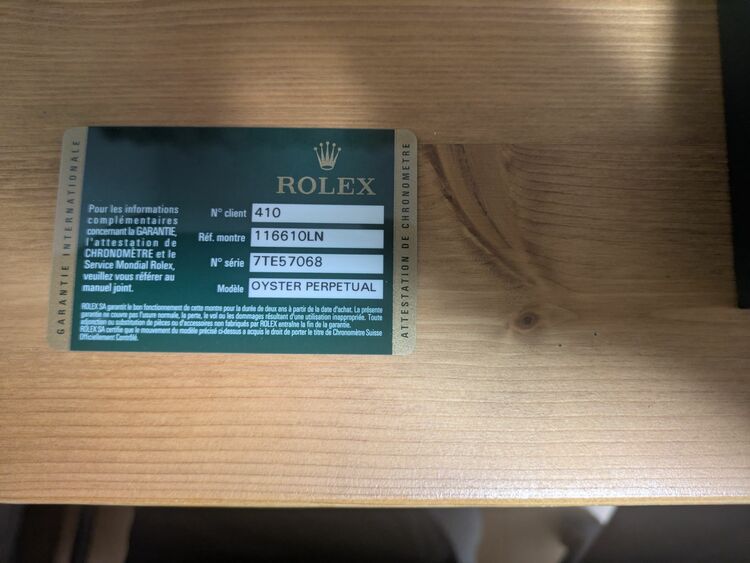 GARANTIE INTERNATIONALE
ROLEX
Pour les informations
complémentaires
concernant la GARANTIE,
l'attestation de
CHRONOMÈTRE et le
Service Mondial Rolex,
veuillez vous référer au
manuel joint.
N° client 410
Réf. montre 116610LN
N° série 7TE57068
Modèle OYSTER PERPETUAL
ROLEX SA garantit le bon fonctionnement de cette montre pour la durée de deux ans à partir de la date d'achat. La présente
garantie ne couvre pas l'usure normale, la perte, le vol ou les dommages résultant d'une utilisation inappropriée. Toute
adjonction ou substitution de pièces ou d'accessoires non fabriqués par ROLEX entraîne la fin de la garantie.
ROLEX SA certifie que le mouvement du modèle précisé ci-dessus a acquis le droit de porter le titre de Chronomètre Suisse
Officiellement Contrôlé.
ATTESTATION DE CHRONOMETRE